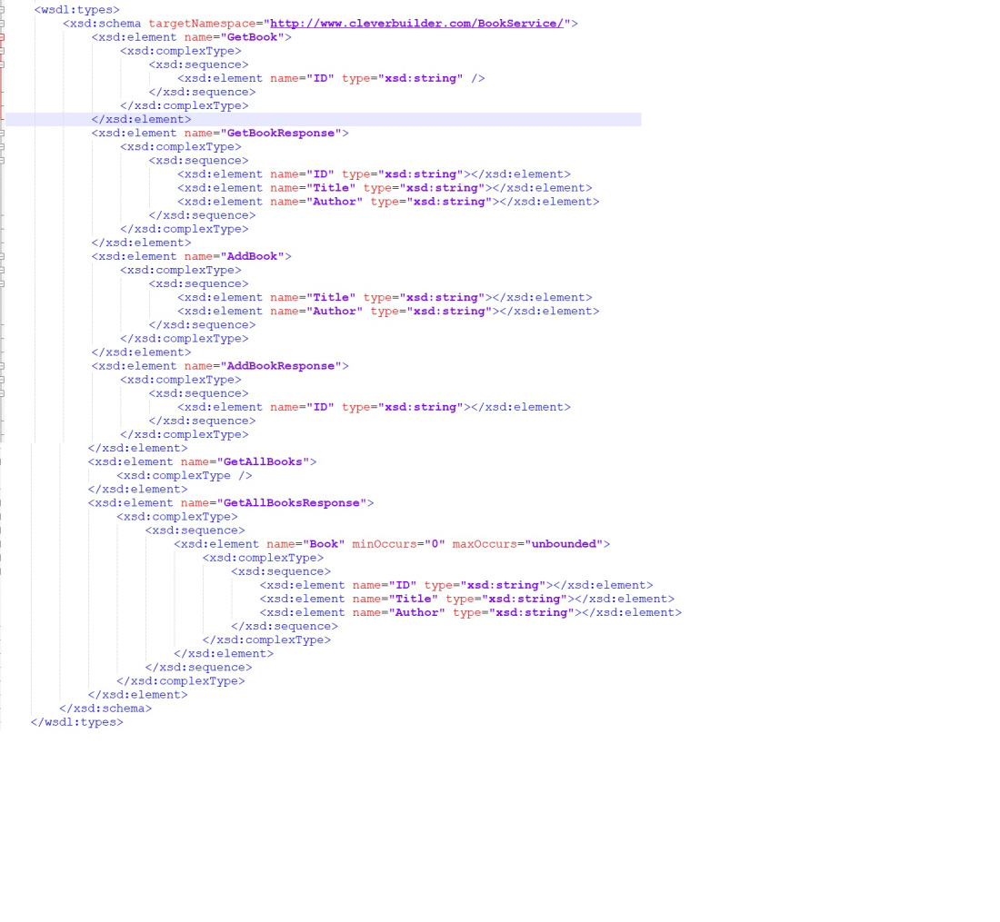 <wsdl:types>
<xsd:schema targetNamespace="http://www.cleverbuilder.com/BookService/">
<xsd:element name="GetBook">
<xsd:complexType>
<xsd:sequence>
<xsd:element name="ID" type="xsd:string" />
</xsd:sequence>
</xsd:complexType>
</xsd:element>
<xsd:element name="GetBookResponse">
<xsd:complexType>
<xsd:sequence>
<xsd:element name="ID" type="xsd:string"></xsd:element>
<xsd:element name="Title" type="xsd:string"></xsd:element>
<xsd:element name="Author" type="xsd:string"></xsd:element>
</xsd:sequence>
</xsd:complexType>
</xsd:element>
<xsd:element name="AddBook">
<xsd:complexType>
<xsd:sequence>
<xsd:element name="Title" type="xsd:string"></xsd:element>
<xsd:element name="Author" type="xsd:string"></xsd:element>
</xsd:sequence>
</xsd:complexType>
</xsd:element>
<xsd:element name="AddBookResponse">
<xsd:complexType>
<xsd:sequence>
<xsd:element name="ID" type="xsd:string"></xsd:element>
</xsd:sequence>
</xsd:complexType>
</xsd:element>
<xsd:element name="GetAllBooks">
<xsd:complexType />
</xsd:element>
<xsd:element name="GetAllBooksResponse">
<xsd:complexType>
<xsd:sequence>
<xsd:element name="Book" minOccurs="0" maxOccurs="unbounded">
<xsd:complexType>
<xsd:sequence>
<xsd:element name="ID" type="xsd:string"></xsd:element>
<xsd:element name="Title" type="xsd:string"></xsd:element>
<xsd:element name="Author" type="xsd:string"></xsd:element>
</xsd:sequence>
</xsd:complexType>
</xsd:element>
</xsd:sequence>
</xsd:complexType>
</xsd:element>
</xsd:schema>
</wsdl:types>